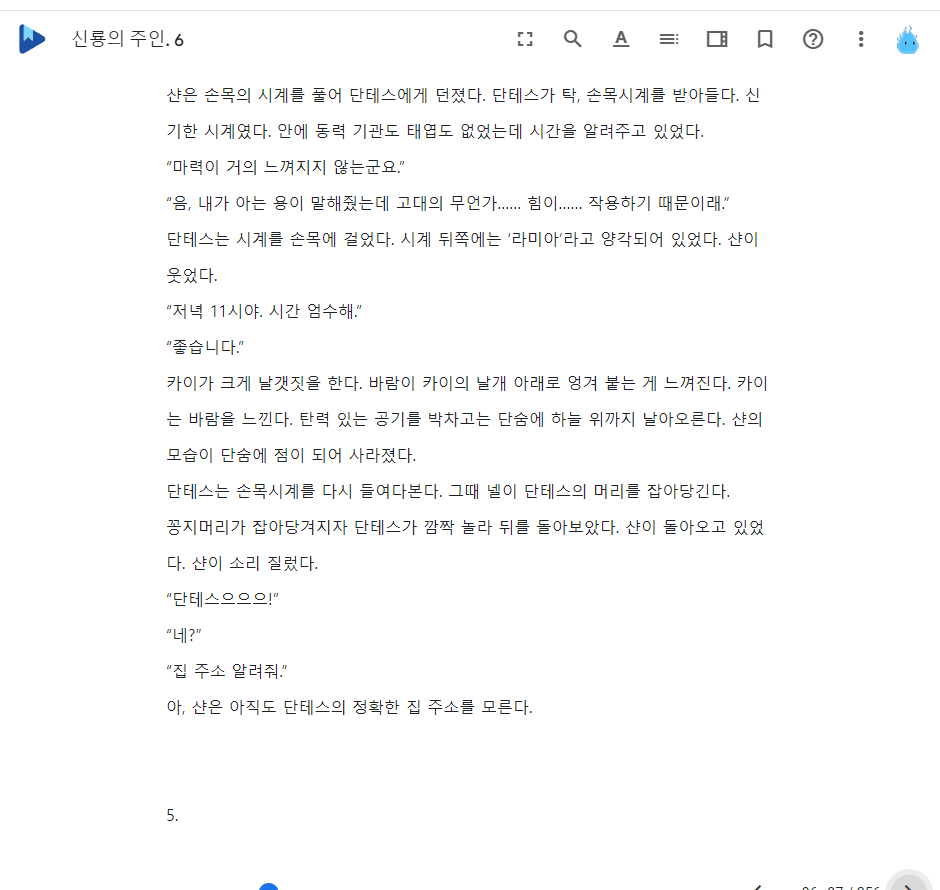 신룡의 주인. 6
샨은 손목의 시계를 풀어 단테스에게 던졌다. 단테스가 탁, 손목시계를 받아들다. 신
기한 시계였다. 안에 동력 기관도 태엽도 없었는데 시간을 알려주고 있었다.
“마력이 거의 느껴지지 않는군요.”
“음, 내가 아는 용이 말해줬는데 고대의 무언가…… 힘이…… 작용하기 때문이래.”
단테스는 시계를 손목에 걸었다. 시계 뒤쪽에는 ‘라미아’라고 양각되어 있었다. 샨이
웃었다.
“저녁 11시야. 시간 엄수해.”
“좋습니다.”
카이가 크게 날갯짓을 한다. 바람이 카이의 날개 아래로 엉겨 붙는 게 느껴진다. 카이
는 바람을 느낀다. 탄력 있는 공기를 박차고는 단숨에 하늘 위까지 날아오른다. 샨의
모습이 단숨에 점이 되어 사라졌다.
단테스는 손목시계를 다시 들여다본다. 그때 넬이 단테스의 머리를 잡아당긴다.
꽁지머리가 잡아당겨지자 단테스가 깜짝 놀라 뒤를 돌아보았다. 샨이 돌아오고 있었
다. 샨이 소리 질렀다.
“단테스으으으!”
“네?”
“집 주소 알려줘.”
아, 샨은 아직도 단테스의 정확한 집 주소를 모른다.
5.